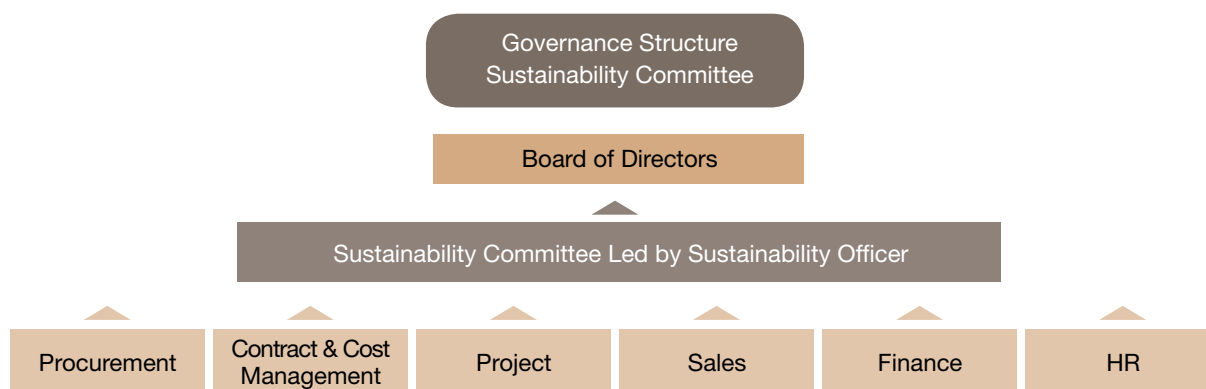 Governance Structure
Sustainability Committee
Board of Directors
Sustainability Committee Led by Sustainability Officer
Procurement
Contract & Cost
Management
Project
Sales
Finance
HR